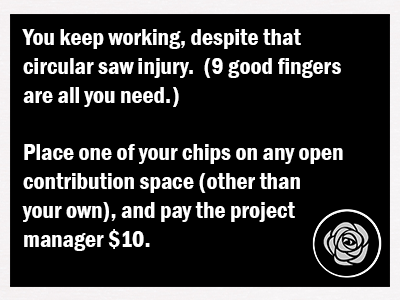 You keep working, despite that
circular saw injury.  (9 good fingers
are all you need.)
Place one of your chips on any open
contribution space (other than
your own), and pay the project
manager $10.